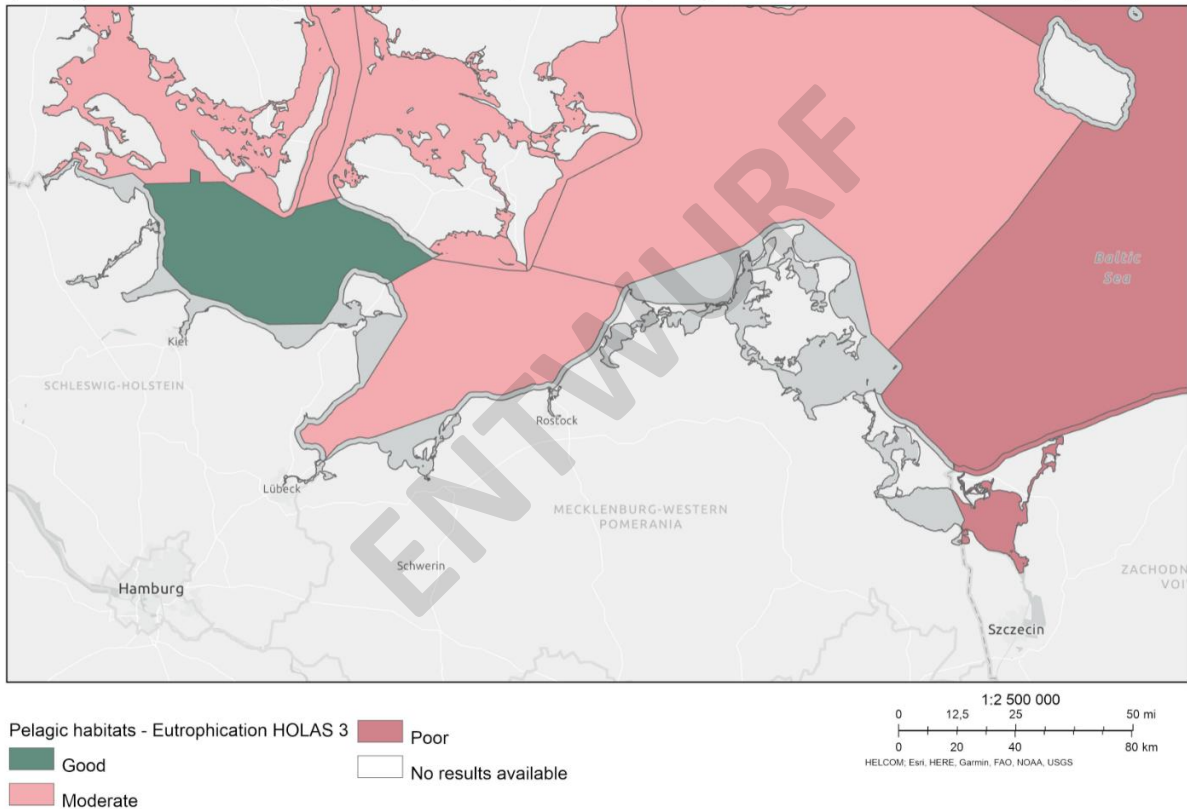 Baltic
Sea
Kiel
SCHLESWIG-HOLSTEIN
Rostock
Lübeck
MECKLENBURG-WESTERN
POMERANIA
ZACHODN
VOI
Schwerin
Hamburg
Szczecin
ENTWURF
Pelagic habitats - Eutrophication HOLAS 3
Good
Moderate
Poor
No results available
1:2 500 000
0 12,5 25 50 mi
0 20 40 80 km
HELCOM; Esri, HERE, Garmin, FAO, NOAA, USGS